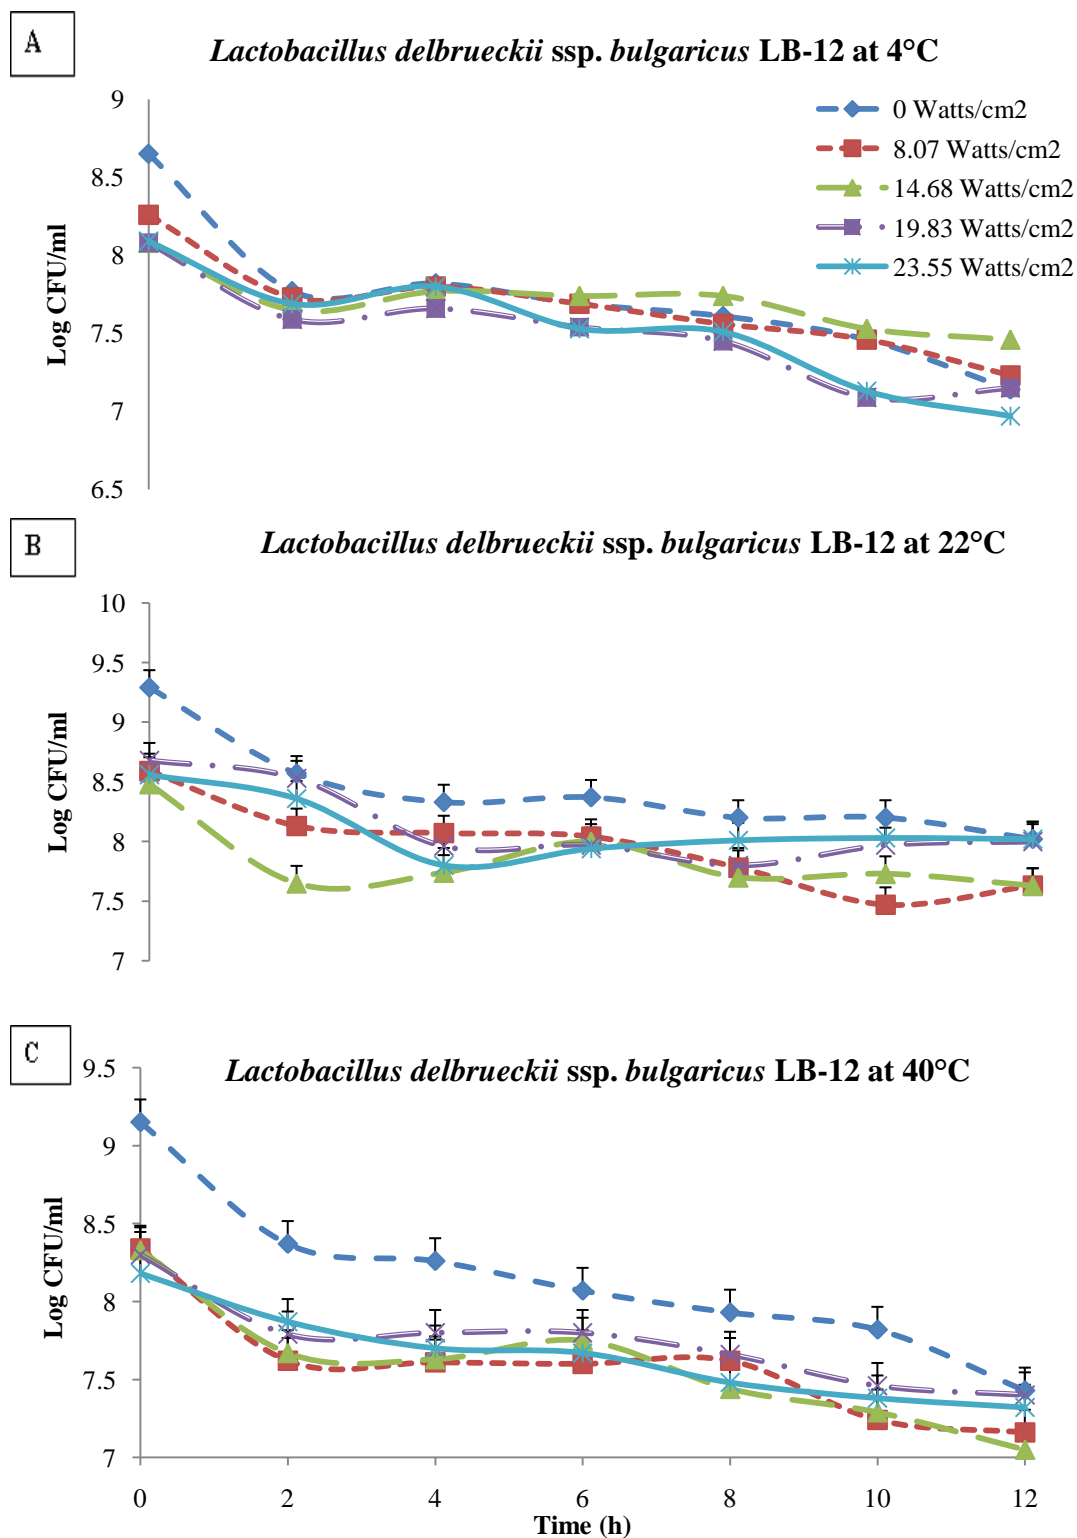 A
Lactobacillus delbrueckii ssp. bulgaricus LB-12 at 4°C
9
8.5
8
7.5
7
6.5
Log CFU/ml
0 Watts/cm2
8.07 Watts/cm2
14.68 Watts/cm2
19.83 Watts/cm2
23.55 Watts/cm2
B
Lactobacillus delbrueckii ssp. bulgaricus LB-12 at 22°C
10
9.5
9
8.5
8
7.5
7
Log CFU/ml
C
Lactobacillus delbrueckii ssp. bulgaricus LB-12 at 40°C
9.5
9
8.5
8
7.5
7
Log CFU/ml
0 2 4 6 8 10 12
Time (h)